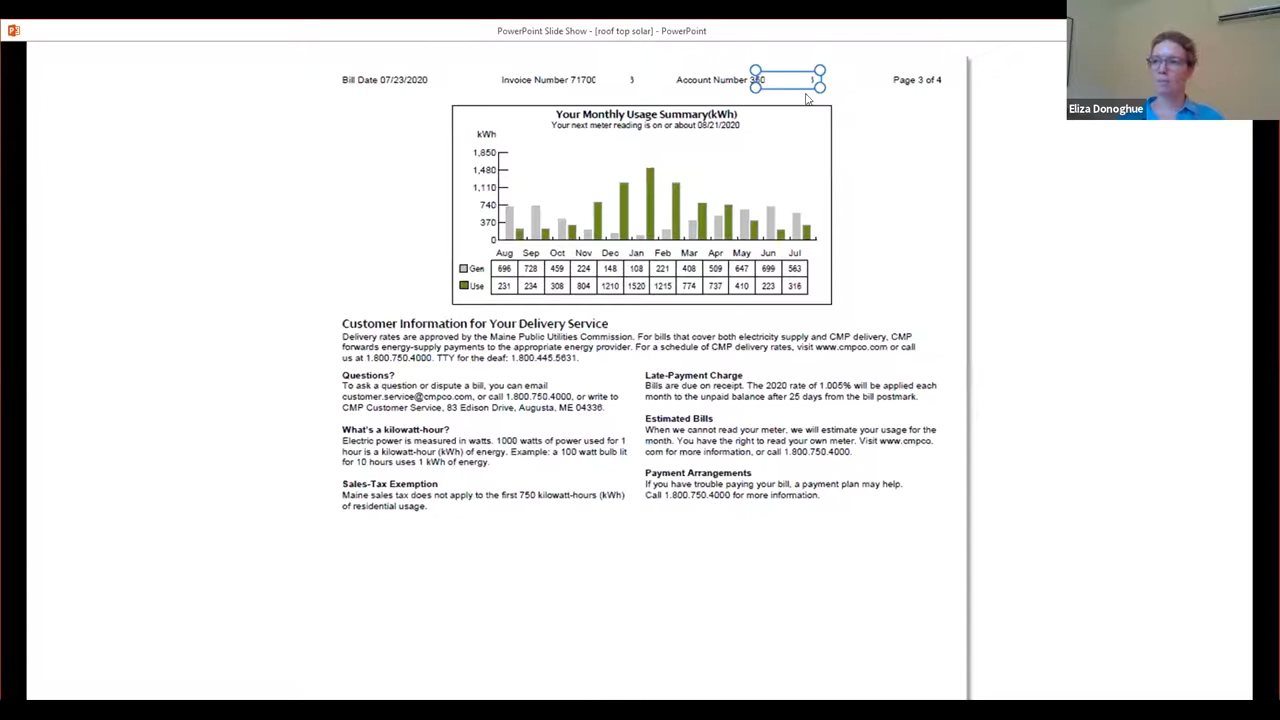 PowerPoint Slide Show - [roof top solar] - PowerPoint
Eliza Donoghue
Bill Date 07/23/2020 Invoice Number 71700 Account Number Page 3 of 4
Your Monthly Usage Summary(kWh)
Your next meter reading is on or about 08/21/2020
kWh
1,850
1,480
1,110
740
370
0
Aug Sep Oct Nov Dec Jan Feb Mar Apr May Jun Jul
Gen 696 728 459 224 148 108 221 408 509 647 699 563
Use 231 234 308 804 1210 1520 1215 774 737 410 223 316
Customer Information for Your Delivery Service
Delivery rates are approved by the Maine Public Utilities Commission. For bills that cover both electricity supply and CMP delivery, CMP
forwards energy-supply payments to the appropriate energy provider. For a schedule of CMP delivery rates, visit www.cmpco.com or call
us at 1.800.750.4000. TTY for the deaf: 1.800.445.5631.
Questions?
To ask a question or dispute a bill, you can email
customer.service@cmpco.com, or call 1.800.750.4000, or write to
CMP Customer Service, 83 Edison Drive, Augusta, ME 04336.
What's a kilowatt-hour?
Electric power is measured in watts. 1000 watts of power used for 1
hour is a kilowatt-hour (kWh) of energy. Example: a 100 watt bulb lit
for 10 hours uses 1 kWh of energy.
Sales-Tax Exemption
Maine sales tax does not apply to the first 750 kilowatt-hours (kWh)
of residential usage.
Late-Payment Charge
Bills are due on receipt. The 2020 rate of 1.005% will be applied each
month to the unpaid balance after 25 days from the bill postmark.
Estimated Bills
When we cannot read your meter, we will estimate your usage for the
month. You have the right to read your own meter. Visit www.cmpco.
com for more information, or call 1.800.750.4000.
Payment Arrangements
If you have trouble paying your bill, a payment plan may help.
Call 1.800.750.4000 for more information.